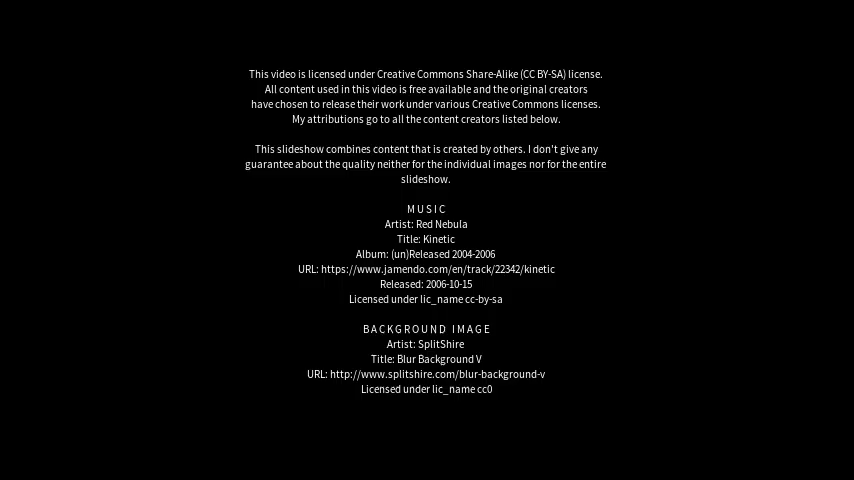 This video is licensed under Creative Commons Share-Alike (CC BY-SA) license.
All content used in this video is free available and the original creators
have chosen to release their work under various Creative Commons licenses.
My attributions go to all the content creators listed below.
This slideshow combines content that is created by others. I don't give any
guarantee about the quality neither for the individual images nor for the entire
slideshow.
MUSIC
Artist: Red Nebula
Title: Kinetic
Album: (un)Released 2004-2006
URL: https://www.jamendo.com/en/track/22342/kinetic
Released: 2006-10-15
Licensed under lic_name cc-by-sa
BACKGROUND IMAGE
Artist: SplitShire
Title: Blur Background V
URL: http://www.splitshire.com/blur-background-v
Licensed under lic_name cc0